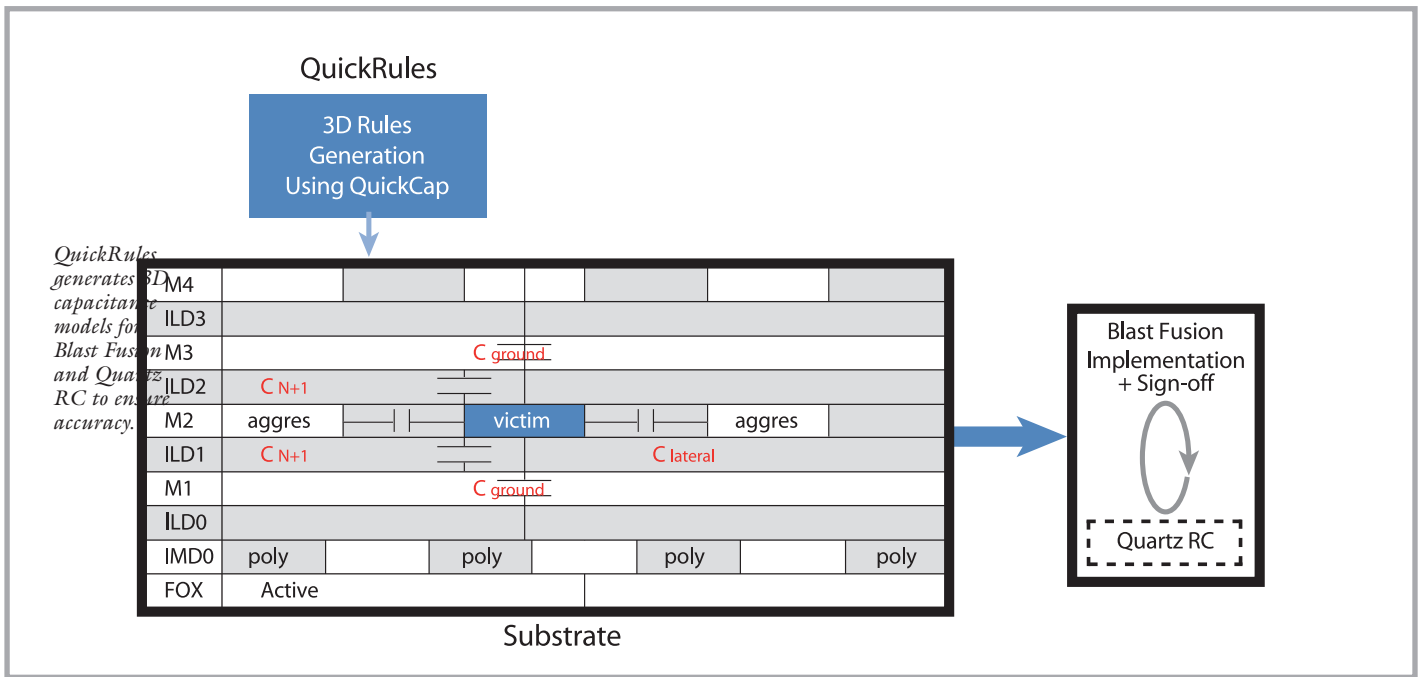 QuickRules
3D Rules
Generation
Using QuickCap
QuickRules
generates 3D
capacitance
models for
Blast Fusion
and Quartz
RC to ensure
accuracy.
M4
ILD3
M3 C ground
ILD2 C N+1
M2 aggres victim aggres
ILD1 C N+1 C lateral
M1 C ground
ILD0
IMD0 poly poly poly poly
FOX Active
Substrate
Blast Fusion
Implementation
+ Sign-off
Quartz RC